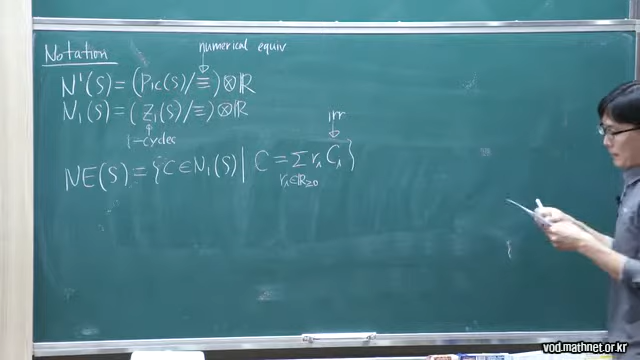 Notation
numerical equiv
N¹(S) = (Pic(S)/≡)⊗ℝ
N₁(S) = (Z₁(S)/≡)⊗ℝ
1-cycles
irr
NE(S) = {C∈N₁(S) | C = Σ rᵢ Cᵢ}
rᵢ∈ℝ≥0
vod.mathnet.or.kr